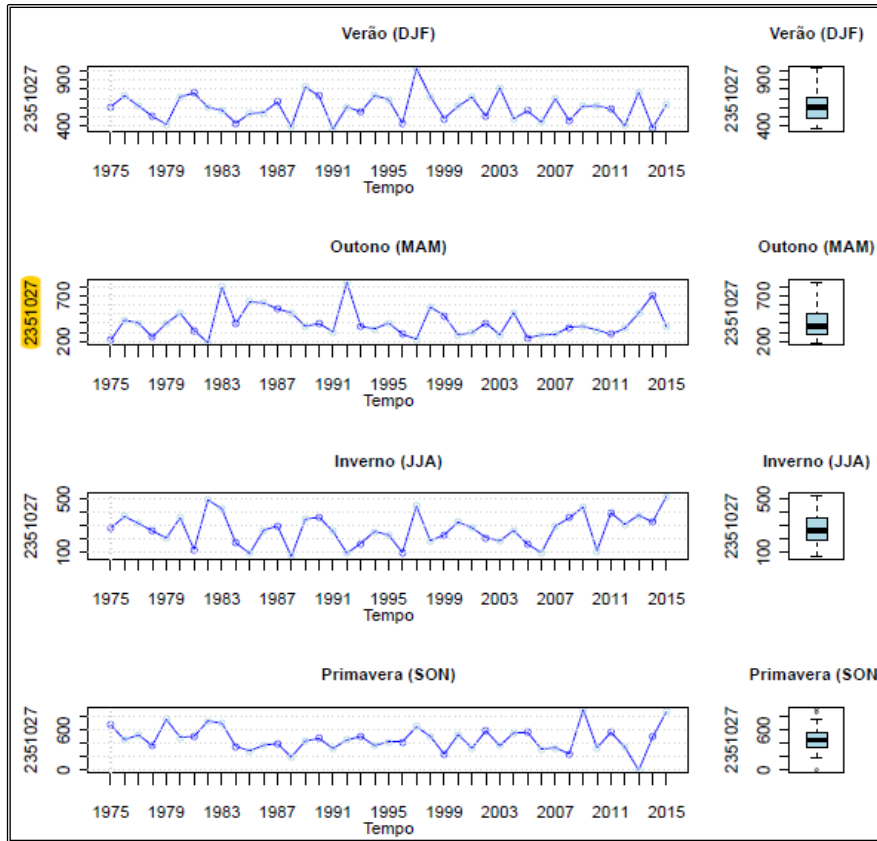 Verão (DJF)
Verão (DJF)
2351027
400 900
1975 1979 1983 1987 1991 1995 1999 2003 2007 2011 2015
Tempo
2351027
400 900
Outono (MAM)
Outono (MAM)
2351027
200 700
1975 1979 1983 1987 1991 1995 1999 2003 2007 2011 2015
Tempo
2351027
200 700
Inverno (JJA)
Inverno (JJA)
2351027
100 500
1975 1979 1983 1987 1991 1995 1999 2003 2007 2011 2015
Tempo
2351027
100 500
Primavera (SON)
Primavera (SON
2351027
0 600
1975 1979 1983 1987 1991 1995 1999 2003 2007 2011 2015
Tempo
2351027
0 600